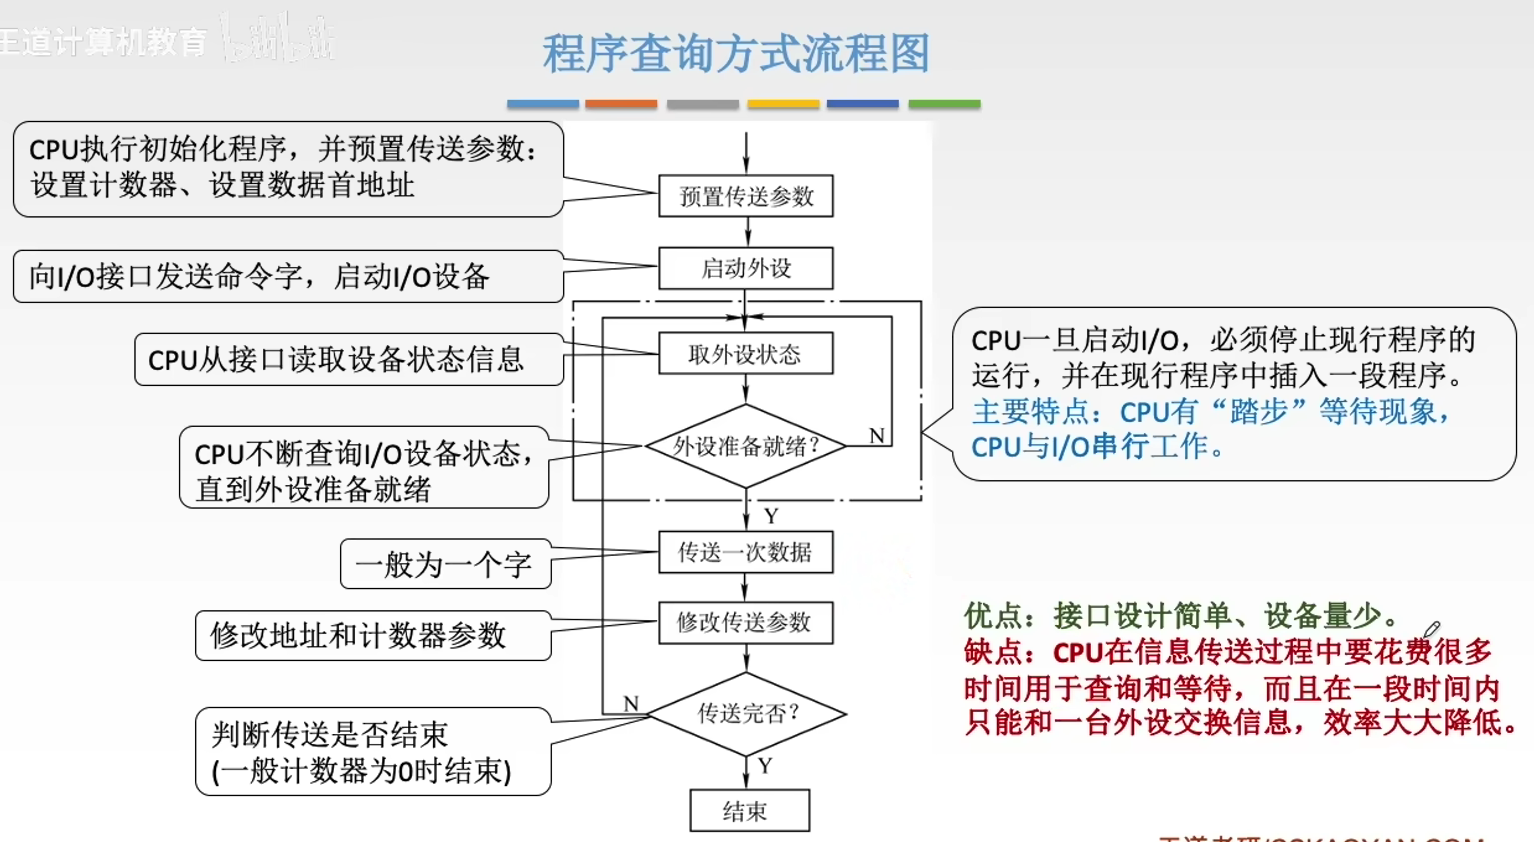 王道计算机教育 bilibili
程序查询方式流程图
CPU执行初始化程序，并预置传送参数：
设置计数器、设置数据首地址
预置传送参数
向I/O接口发送命令字，启动I/O设备
启动外设
CPU从接口读取设备状态信息
取外设状态
CPU一旦启动I/O，必须停止现行程序的
运行，并在现行程序中插入一段程序。
主要特点：CPU有“踏步”等待现象，
CPU与I/O串行工作。
CPU不断查询I/O设备状态，
直到外设准备就绪
外设准备就绪？
N
Y
一般为一个字
传送一次数据
修改地址和计数器参数
修改传送参数
优点：接口设计简单、设备量少。
缺点：CPU在信息传送过程中要花费很多
时间用于查询和等待，而且在一段时间内
只能和一台外设交换信息，效率大大降低。
判断传送是否结束
(一般计数器为0时结束)
N
传送完否？
Y
结束
王道考研/CSKAOYAN.COM